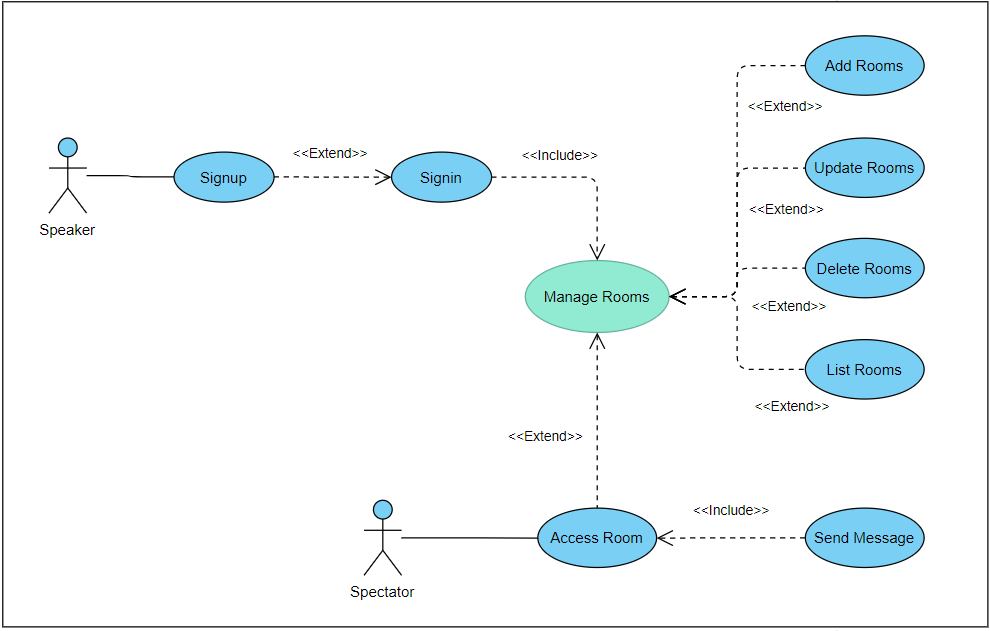 Add Rooms
<<Extend>>
<<Extend>>
<<Include>>
Signup
Signin
Update Rooms
<<Extend>>
Speaker
Delete Rooms
Manage Rooms
<<Extend>>
List Rooms
<<Extend>>
<<Extend>>
<<Include>>
Access Room
Send Message
Spectator